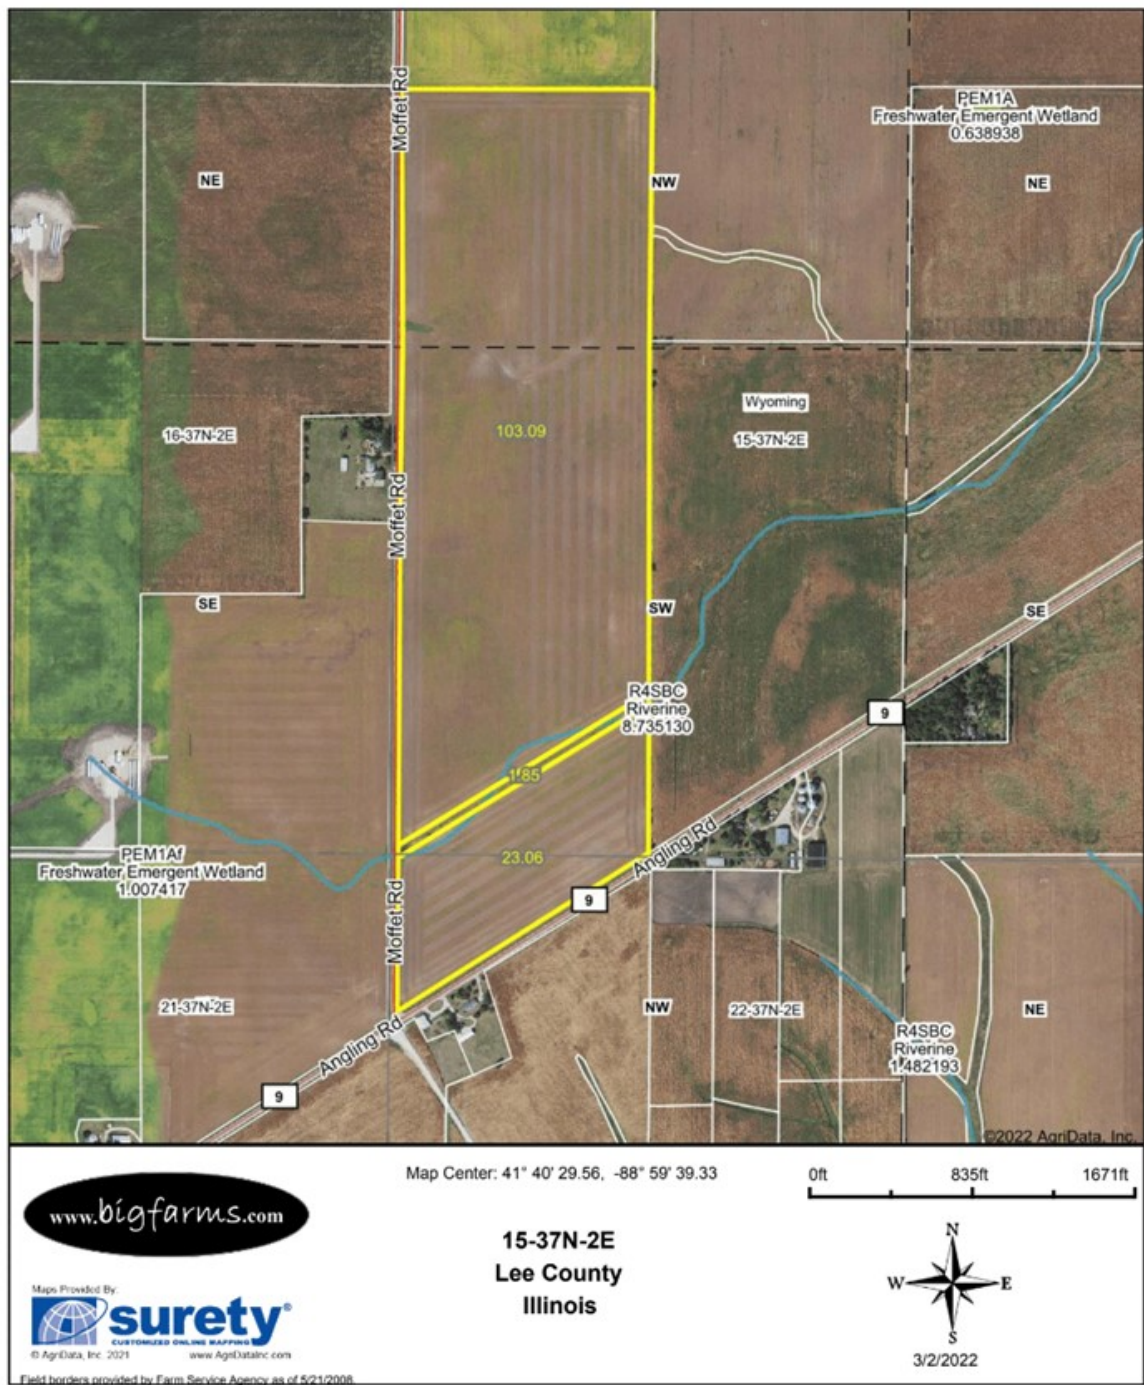 Moffet Rd
PEM1A
Freshwater Emergent Wetland
0.638938
NE
NW
NE
Wyoming
103.09
16-37N-2E
15-37N-2E
Moffet Rd
SE
SW
SE
R4SBC
Riverine
8.735130
9
1.85
PEM1Af
Freshwater Emergent Wetland
1.007417
23.06
Angling Rd
9
Moffet Rd
21-37N-2E
NW
22-37N-2E
NE
R4SBC
Riverine
1.482193
Angling Rd
9
©2022 AgriData, Inc.
Map Center: 41° 40' 29.56, -88° 59' 39.33
0ft 835ft 1671ft
www.bigfarms.com
15-37N-2E
Lee County
Illinois
N
W E
S
3/2/2022
Maps Provided By:
surety®
CUSTOMIZED ONLINE MAPPING
© AgriData, Inc. 2021 www.AgriDataInc.com
Field borders provided by Farm Service Agency as of 5/21/2008.